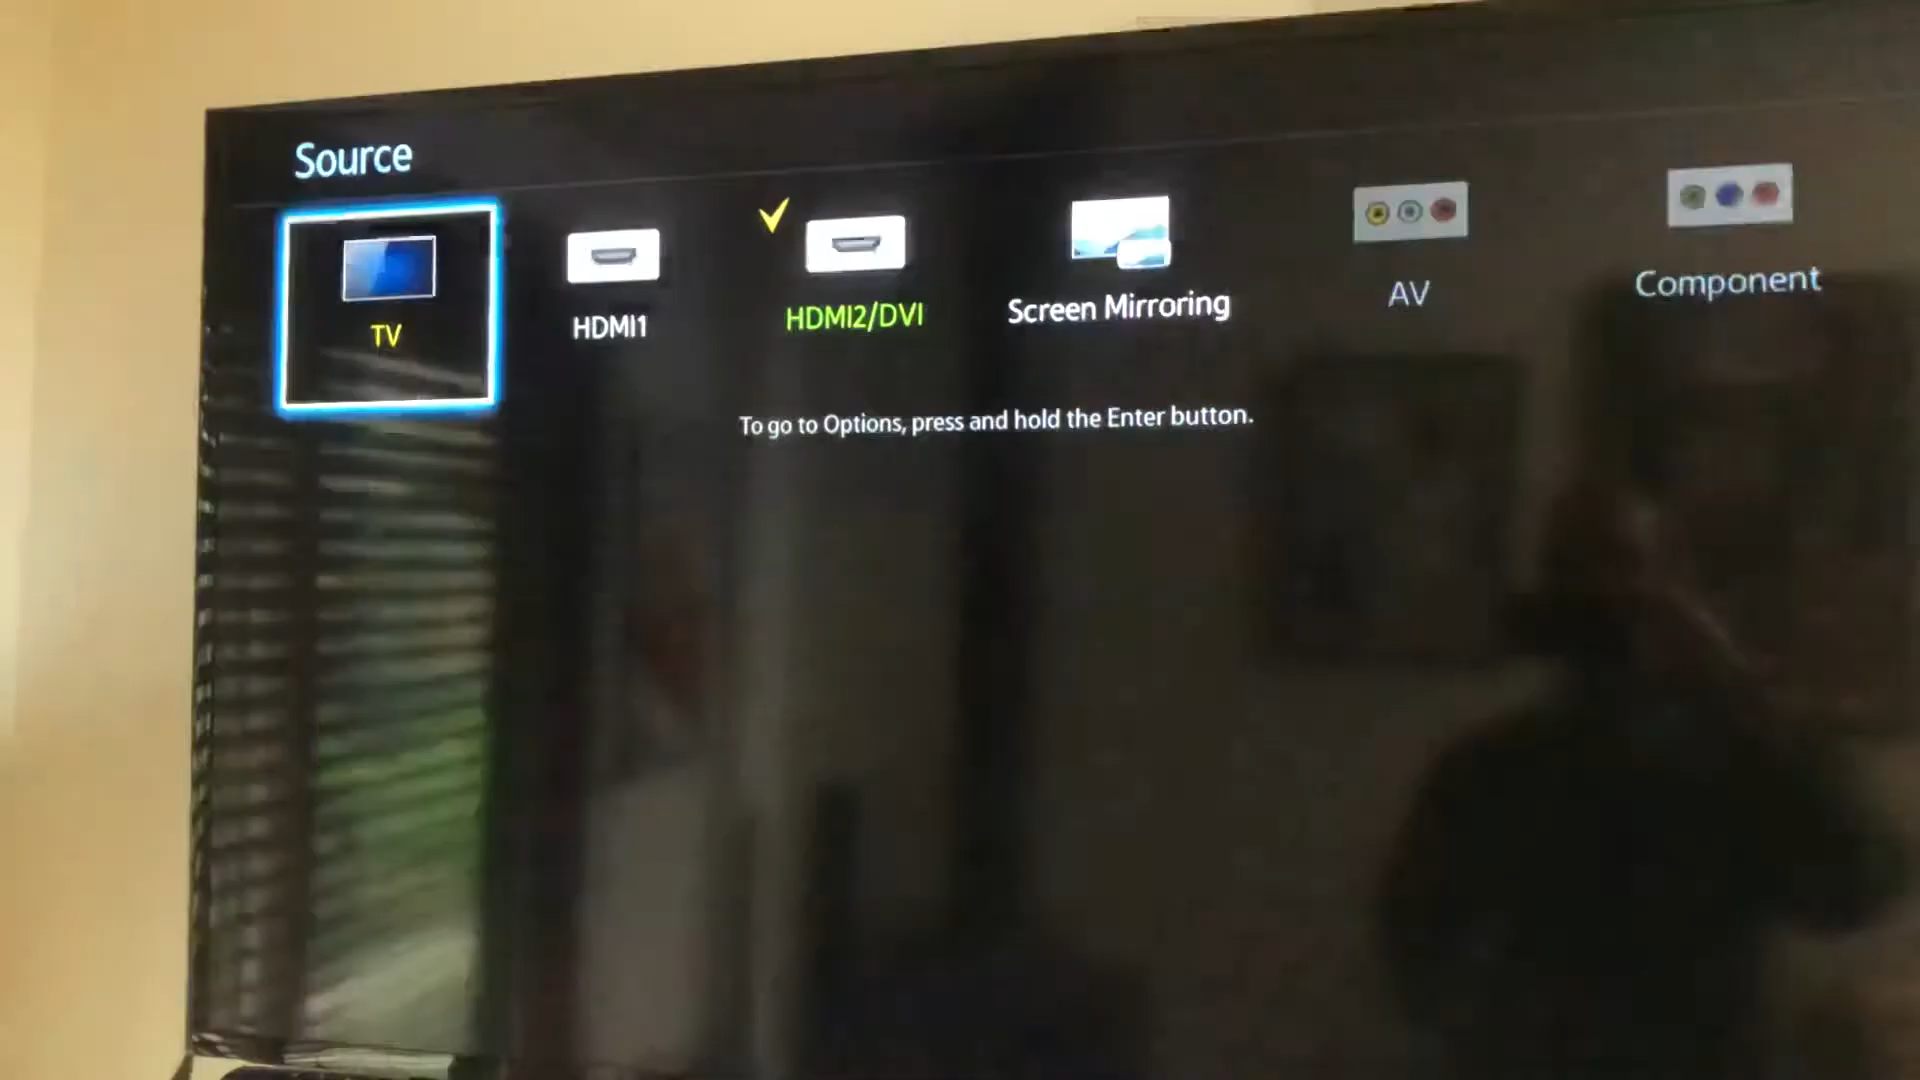 Source
TV
HDMI1
HDMI2/DVI
Screen Mirroring
AV
Component
To go to Options, press and hold the Enter button.